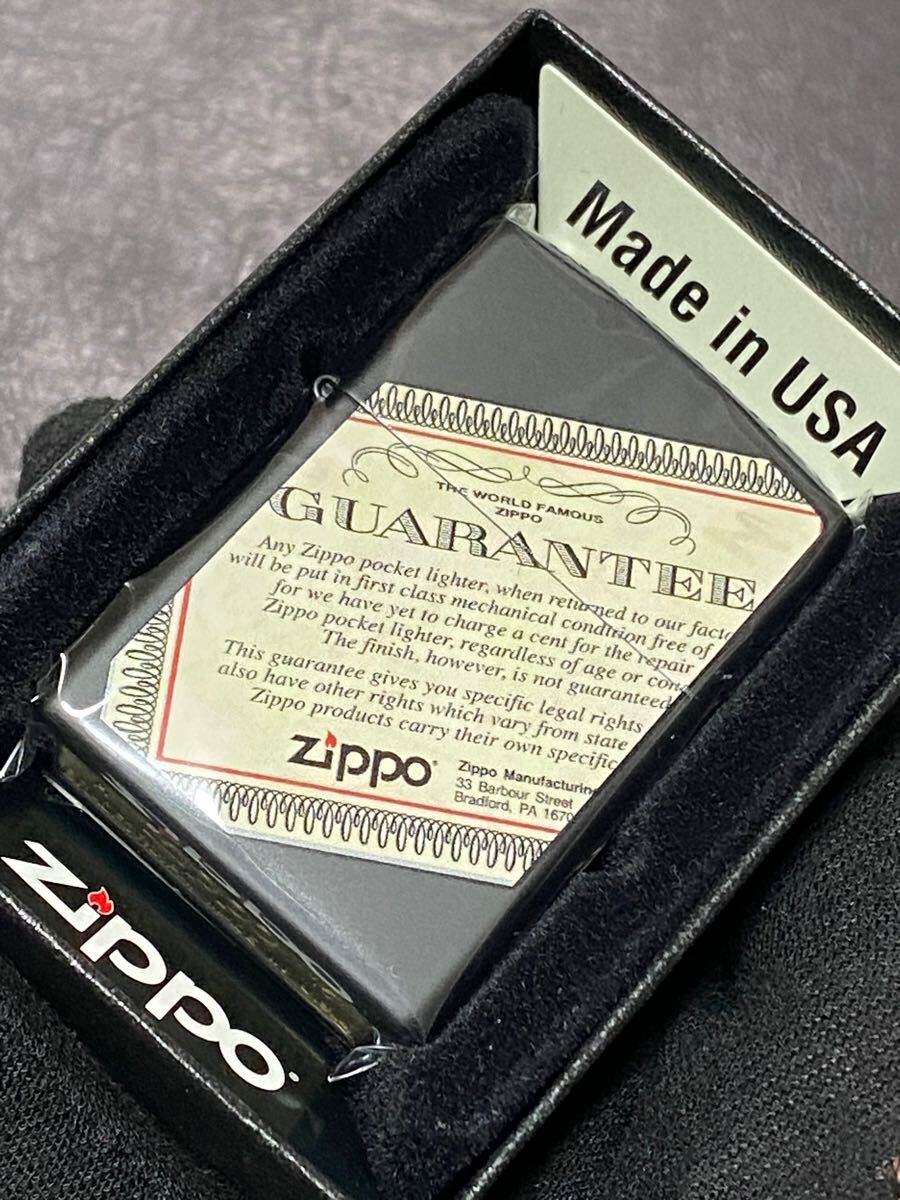 Made in USA
THE WORLD FAMOUS
ZIPPO
GUARANTEE
Any Zippo pocket lighter, when returned to our facto
will be put in first class mechanical condition free of
for we have yet to charge a cent for the repair
Zippo pocket lighter, regardless of age or con
The finish, however, is not guaranteed
This guarantee gives you specific legal rights
also have other rights which vary from state
Zippo products carry their own specific
zippo
Zippo Manufacturing
33 Barbour Street
Bradford, PA 1670
zippo